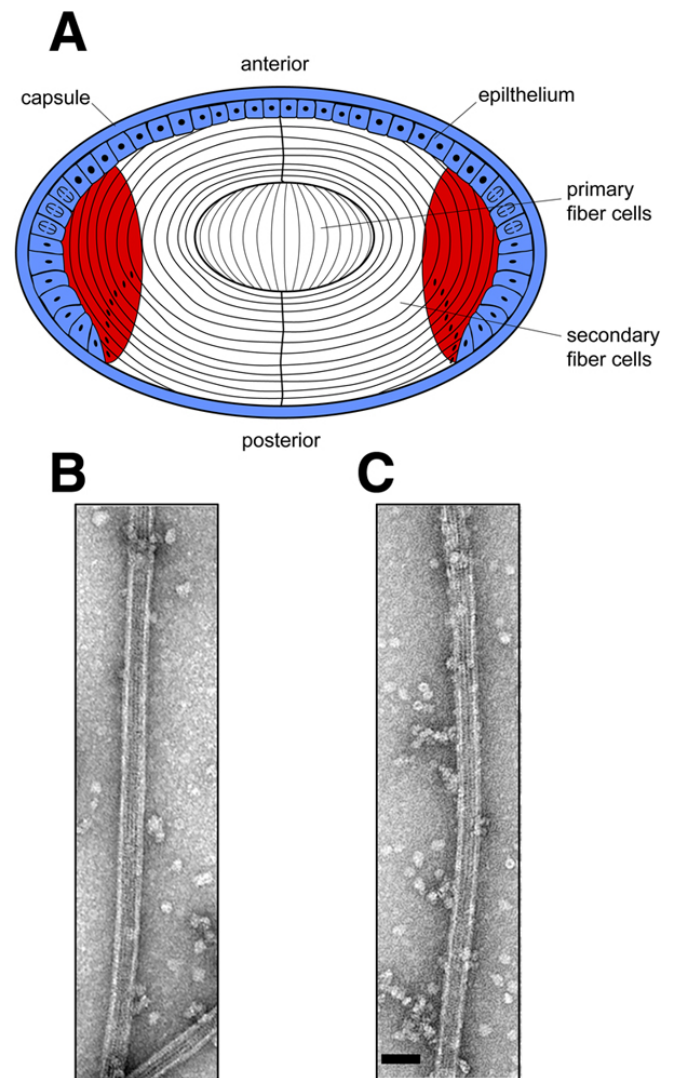 A
anterior
capsule
epilthelium
primary
fiber cells
secondary
fiber cells
posterior
B
C